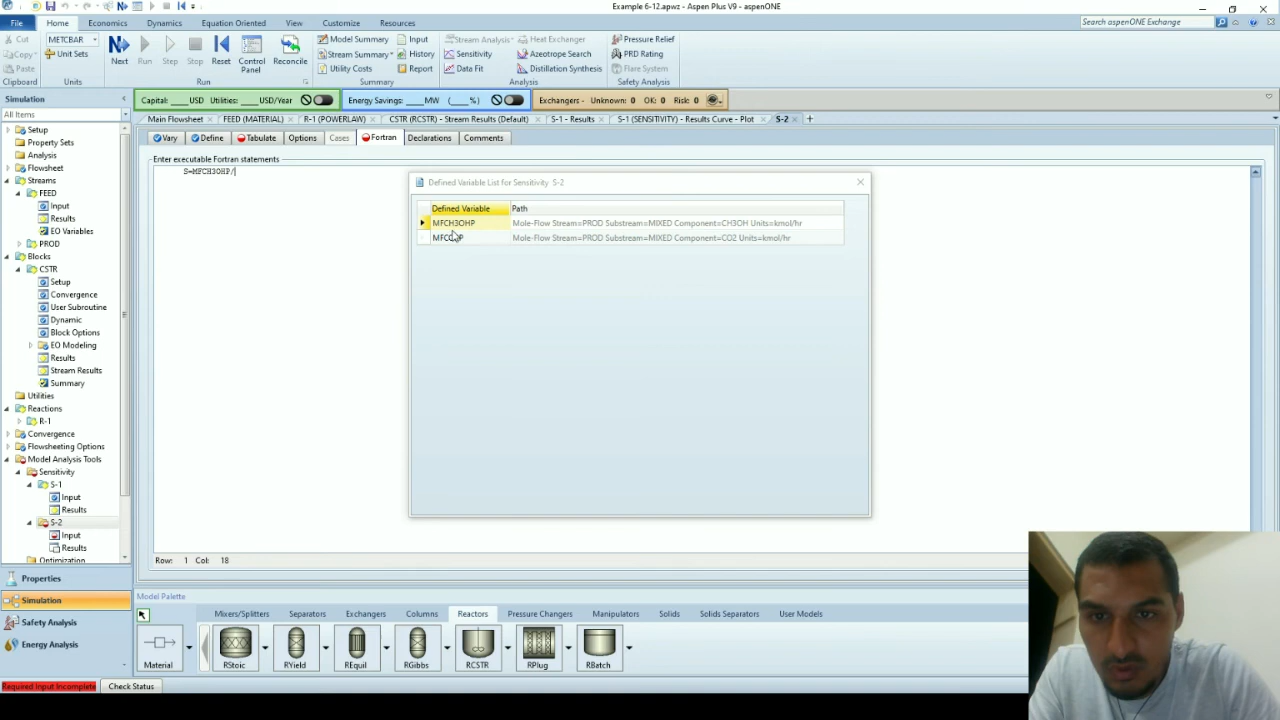 Example 6-12.apwz - Aspen Plus V9 - aspenONE
File Home Economics Dynamics Equation Oriented View Customize Resources
Search aspenONE Exchange
Cut METCBAR
Copy Unit Sets
Paste
Next Run Step Stop Reset Control Panel Reconcile
Model Summary Input
Stream Summary History
Utility Costs Report
Stream Analysis Heat Exchanger
Sensitivity Azeotrope Search
Data Fit Distillation Synthesis
Pressure Relief
PRD Rating
Flare System
Clipboard Units Run Summary Analysis Safety Analysis
Simulation
All Items
Capital: ____ USD Utilities: ____ USD/Year
Energy Savings: ____ MW (____ %)
Exchangers - Unknown: 0 OK: 0 Risk: 0
Main Flowsheet FEED (MATERIAL) R-1 (POWERLAW) CSTR (RCSTR) - Stream Results (Default) S-1 - Results S-1 (SENSITIVITY) - Results Curve - Plot S-2
Vary Define Tabulate Options Cases Fortran Declarations Comments
Enter executable Fortran statements
S=MFCH3OHP/
Defined Variable List for Sensitivity S-2
Defined Variable Path
MFCH3OHP Mole-Flow Stream=PROD Substream=MIXED Component=CH3OH Units=kmol/hr
Mole-Flow Stream=PROD Substream=MIXED Component=CO2 Units=kmol/hr
Row: 1 Col: 18
Setup
Property Sets
Analysis
Flowsheet
Streams
FEED
Input
Results
EO Variables
PROD
Blocks
CSTR
Setup
Convergence
User Subroutine
Dynamic
Block Options
EO Modeling
Results
Stream Results
Summary
Utilities
Reactions
R-1
Convergence
Flowsheeting Options
Model Analysis Tools
Sensitivity
S-1
Input
Results
S-2
Input
Results
Optimization
Properties
Simulation
Safety Analysis
Energy Analysis
Model Palette
Mixers/Splitters Separators Exchangers Columns Reactors Pressure Changers Manipulators Solids Solids Separators User Models
Material RStoic RYield REquil RGibbs RCSTR RPlug RBatch
Required Input Incomplete Check Status